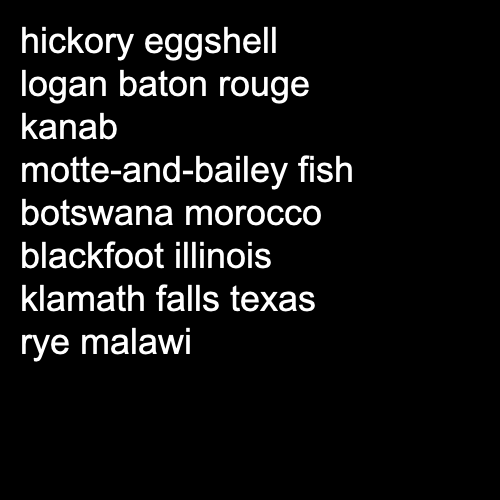 hickory eggshell
logan baton rouge
kanab
motte-and-bailey fish
botswana morocco
blackfoot illinois
klamath falls texas
rye malawi